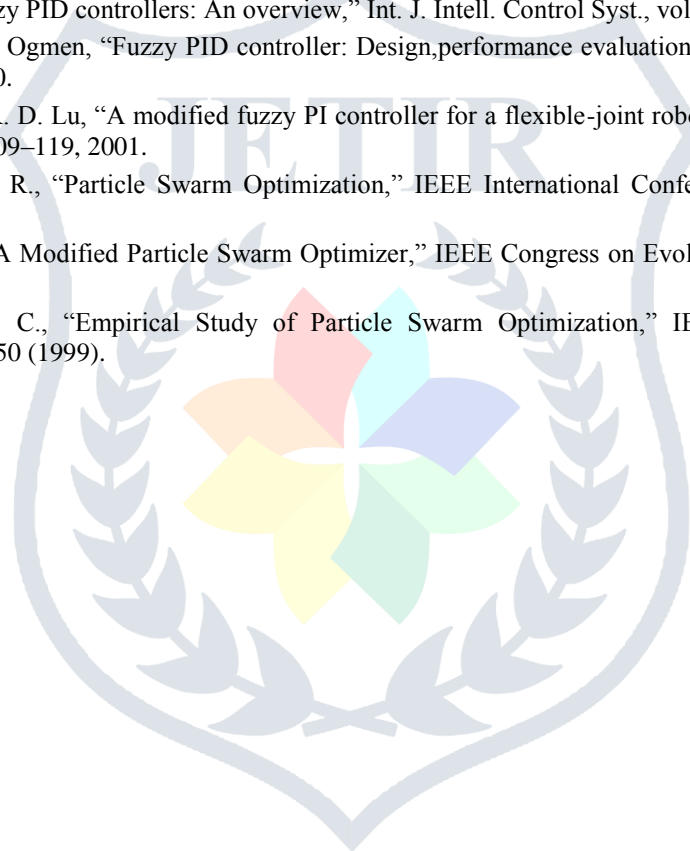 zy PID controllers: An overview,” Int. J. Intell. Control Syst., vol
Ogmen, “Fuzzy PID controller: Design,performance evaluation
0.
. D. Lu, “A modified fuzzy PI controller for a flexible-joint robo
09–119, 2001.
JETIR
R., “Particle Swarm Optimization,” IEEE International Confe
A Modified Particle Swarm Optimizer,” IEEE Congress on Evol
C., “Empirical Study of Particle Swarm Optimization,” IE
50 (1999).